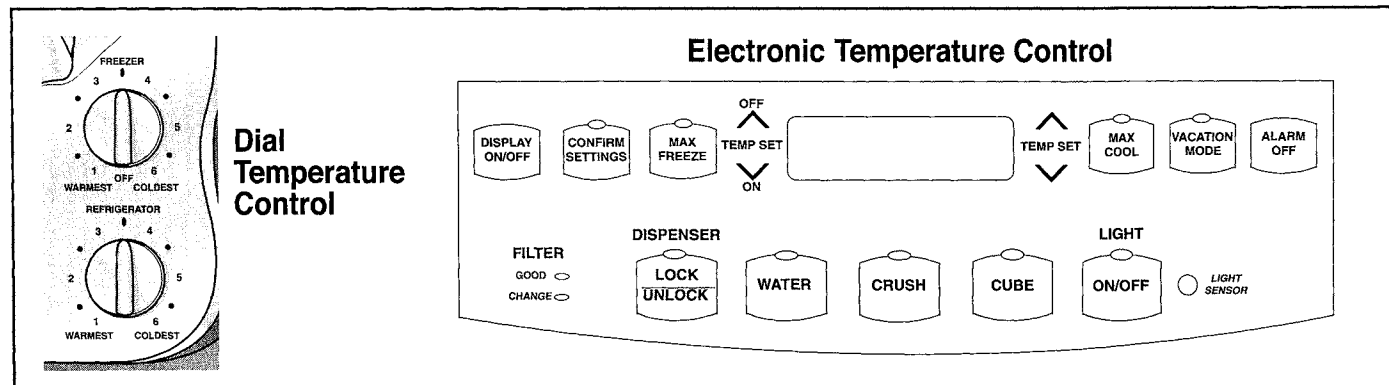 Electronic Temperature Control
Dial
Temperature
Control
FREEZER
3 4
2 5
1 OFF 6
WARMEST COLDEST
REFRIGERATOR
3 4
2 5
1 6
WARMEST COLDEST
DISPLAY
ON/OFF
CONFIRM
SETTINGS
MAX
FREEZE
OFF
TEMP SET
ON
TEMP SET
MAX
COOL
VACATION
MODE
ALARM
OFF
FILTER
GOOD
CHANGE
DISPENSER
LOCK
UNLOCK
WATER
CRUSH
CUBE
LIGHT
ON/OFF
LIGHT
SENSOR